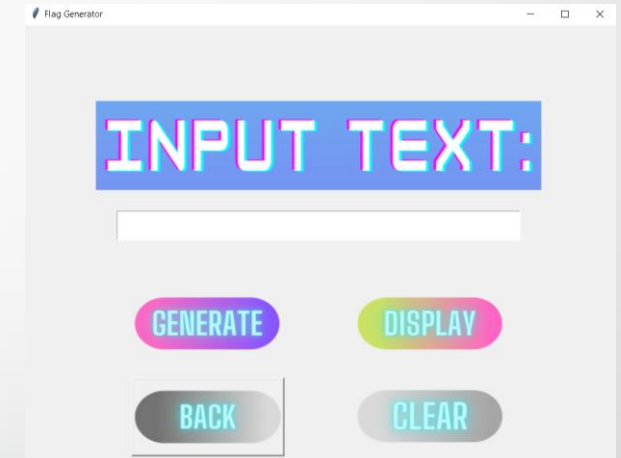 Flag Generator
INPUT TEXT:
GENERATE DISPLAY
BACK CLEAR